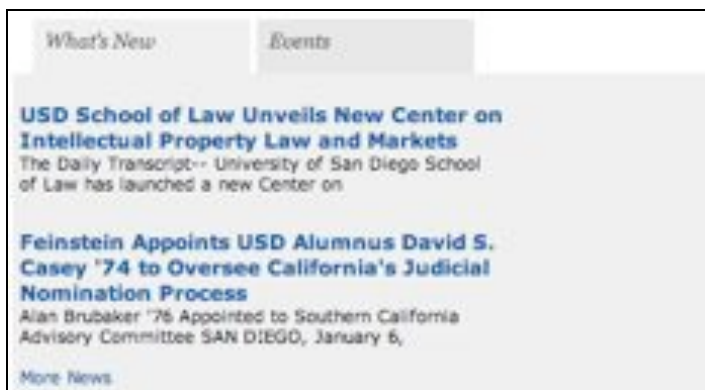 What's New
Events
USD School of Law Unveils New Center on
Intellectual Property Law and Markets
The Daily Transcript-- University of San Diego School
of Law has launched a new Center on
Feinstein Appoints USD Alumnus David S.
Casey '74 to Oversee California's Judicial
Nomination Process
Alan Brubaker '76 Appointed to Southern California
Advisory Committee SAN DIEGO, January 6,
More News